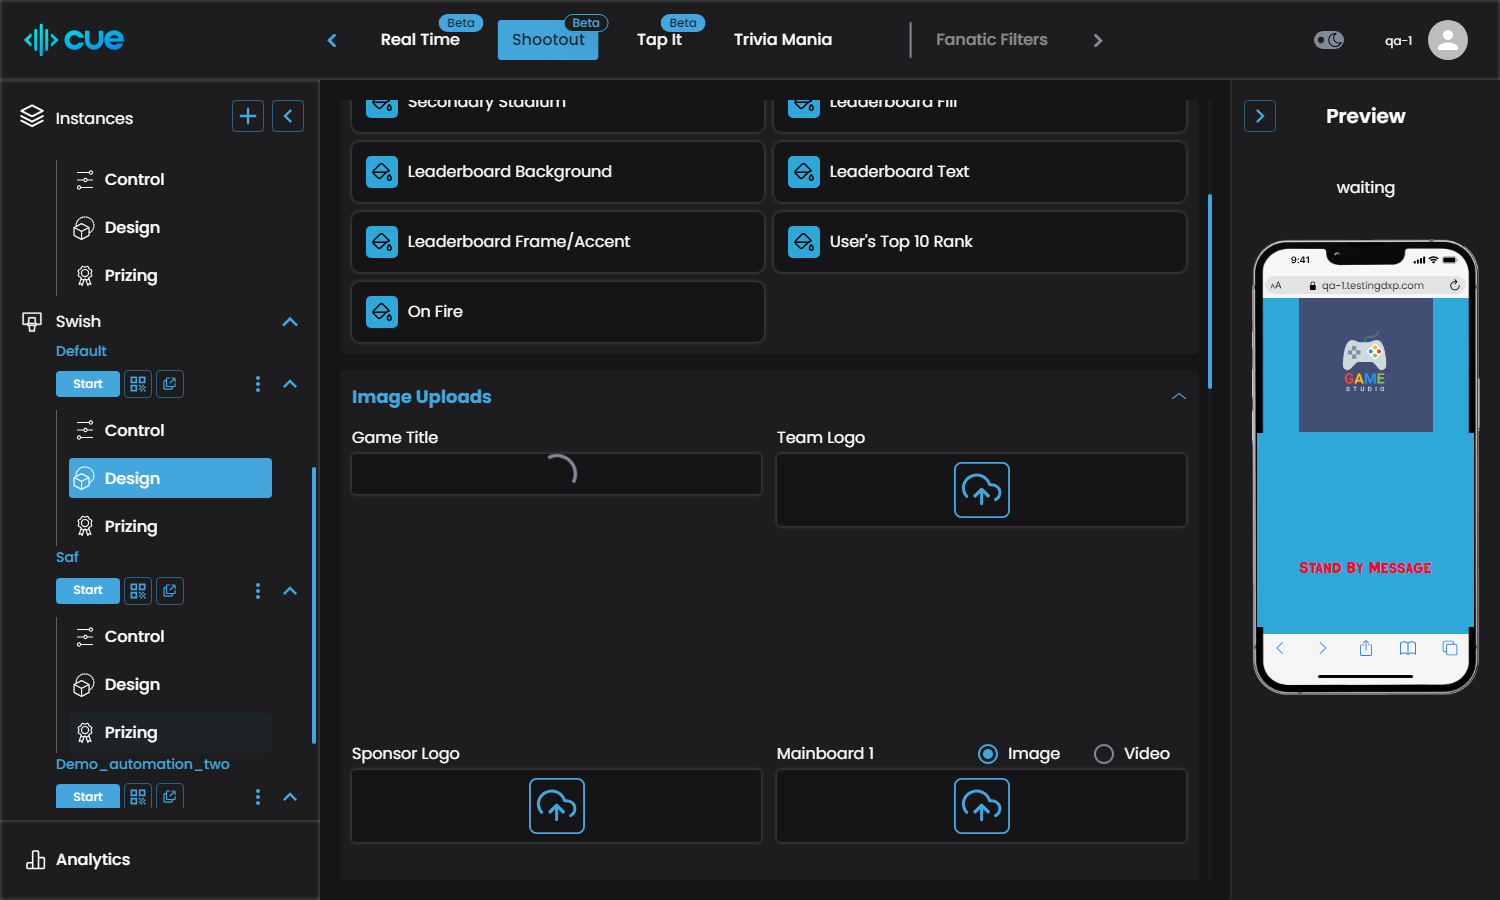 cue
Real Time
Beta
Shootout
Beta
Tap It
Beta
Trivia Mania
Fanatic Filters
qa-1
Instances
Control
Design
Prizing
Swish
Default
Start
Control
Design
Prizing
Saf
Start
Control
Design
Prizing
Demo_automation_two
Start
Analytics
Secondary Stadium
Leaderboard Fill
Leaderboard Background
Leaderboard Text
Leaderboard Frame/Accent
User's Top 10 Rank
On Fire
Image Uploads
Game Title
Team Logo
Sponsor Logo
Mainboard 1
Image
Video
Preview
waiting
9:41
AA
qa-1.testingdxp.com
GAME
STUDIO
Stand By Message